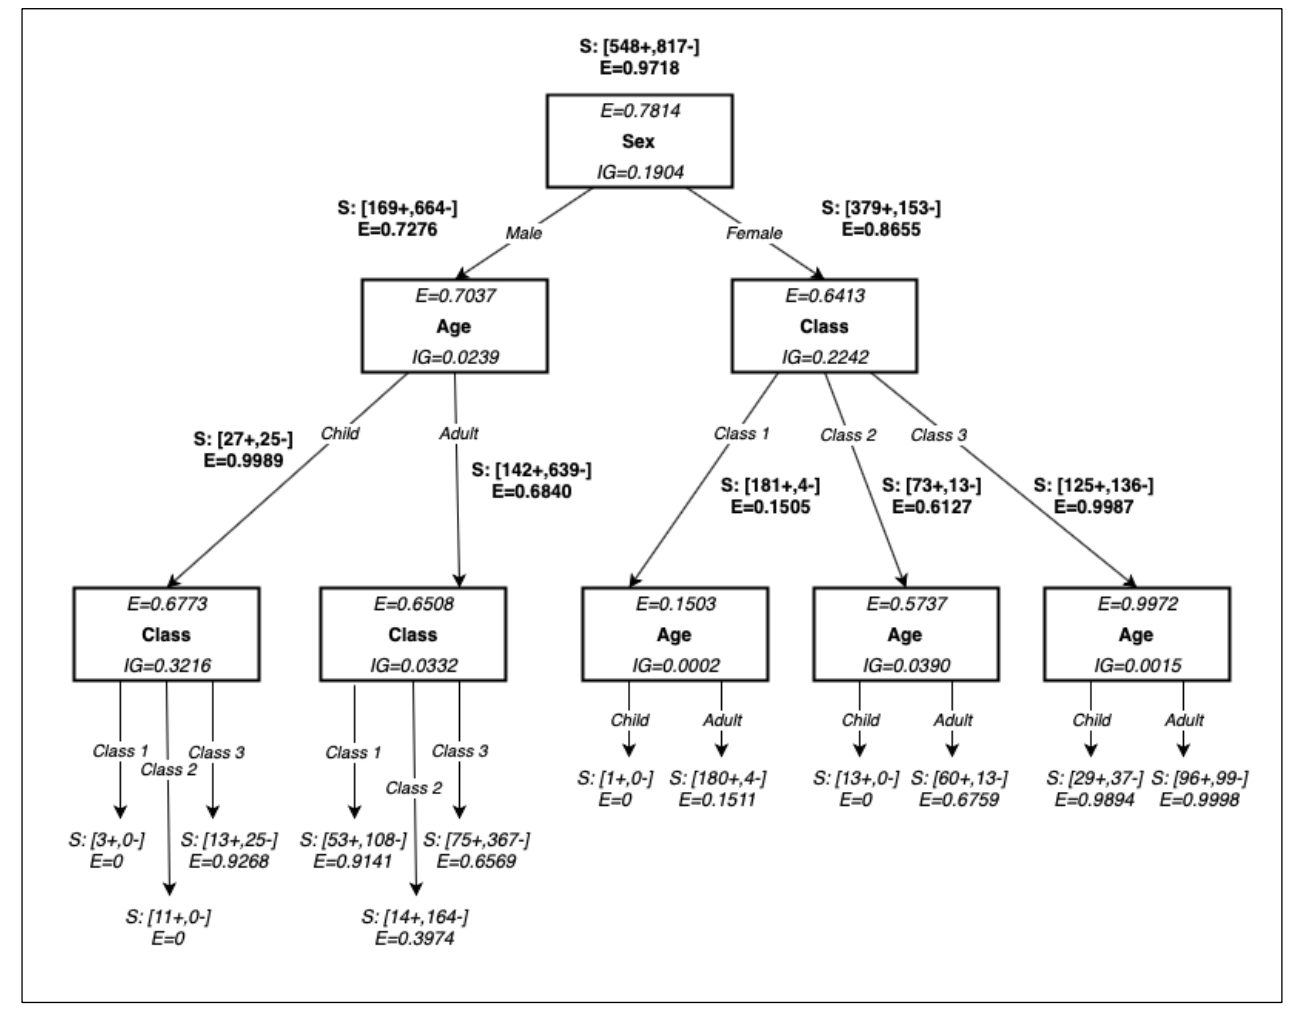 S: [548+,817-]
E=0.9718
E=0.7814
Sex
IG=0.1904
S: [169+,664-]
E=0.7276
Male
Female
S: [379+,153-]
E=0.8655
E=0.7037
Age
IG=0.0239
E=0.6413
Class
IG=0.2242
S: [27+,25-]
E=0.9989
Child
Adult
S: [142+,639-]
E=0.6840
Class 1
Class 2
Class 3
S: [181+,4-]
E=0.1505
S: [73+,13-]
E=0.6127
S: [125+,136-]
E=0.9987
E=0.6773
Class
IG=0.3216
E=0.6508
Class
IG=0.0332
E=0.1503
Age
IG=0.0002
E=0.5737
Age
IG=0.0390
E=0.9972
Age
IG=0.0015
Class 1
Class 2
Class 3
Class 1
Class 2
Class 3
Child
Adult
Child
Adult
Child
Adult
S: [1+,0-]
E=0
S: [180+,4-]
E=0.1511
S: [13+,0-]
E=0
S: [60+,13-]
E=0.6759
S: [29+,37-]
E=0.9894
S: [96+,99-]
E=0.9998
S: [3+,0-]
E=0
S: [13+,25-]
E=0.9268
S: [53+,108-]
E=0.9141
S: [75+,367-]
E=0.6569
S: [11+,0-]
E=0
S: [14+,164-]
E=0.3974